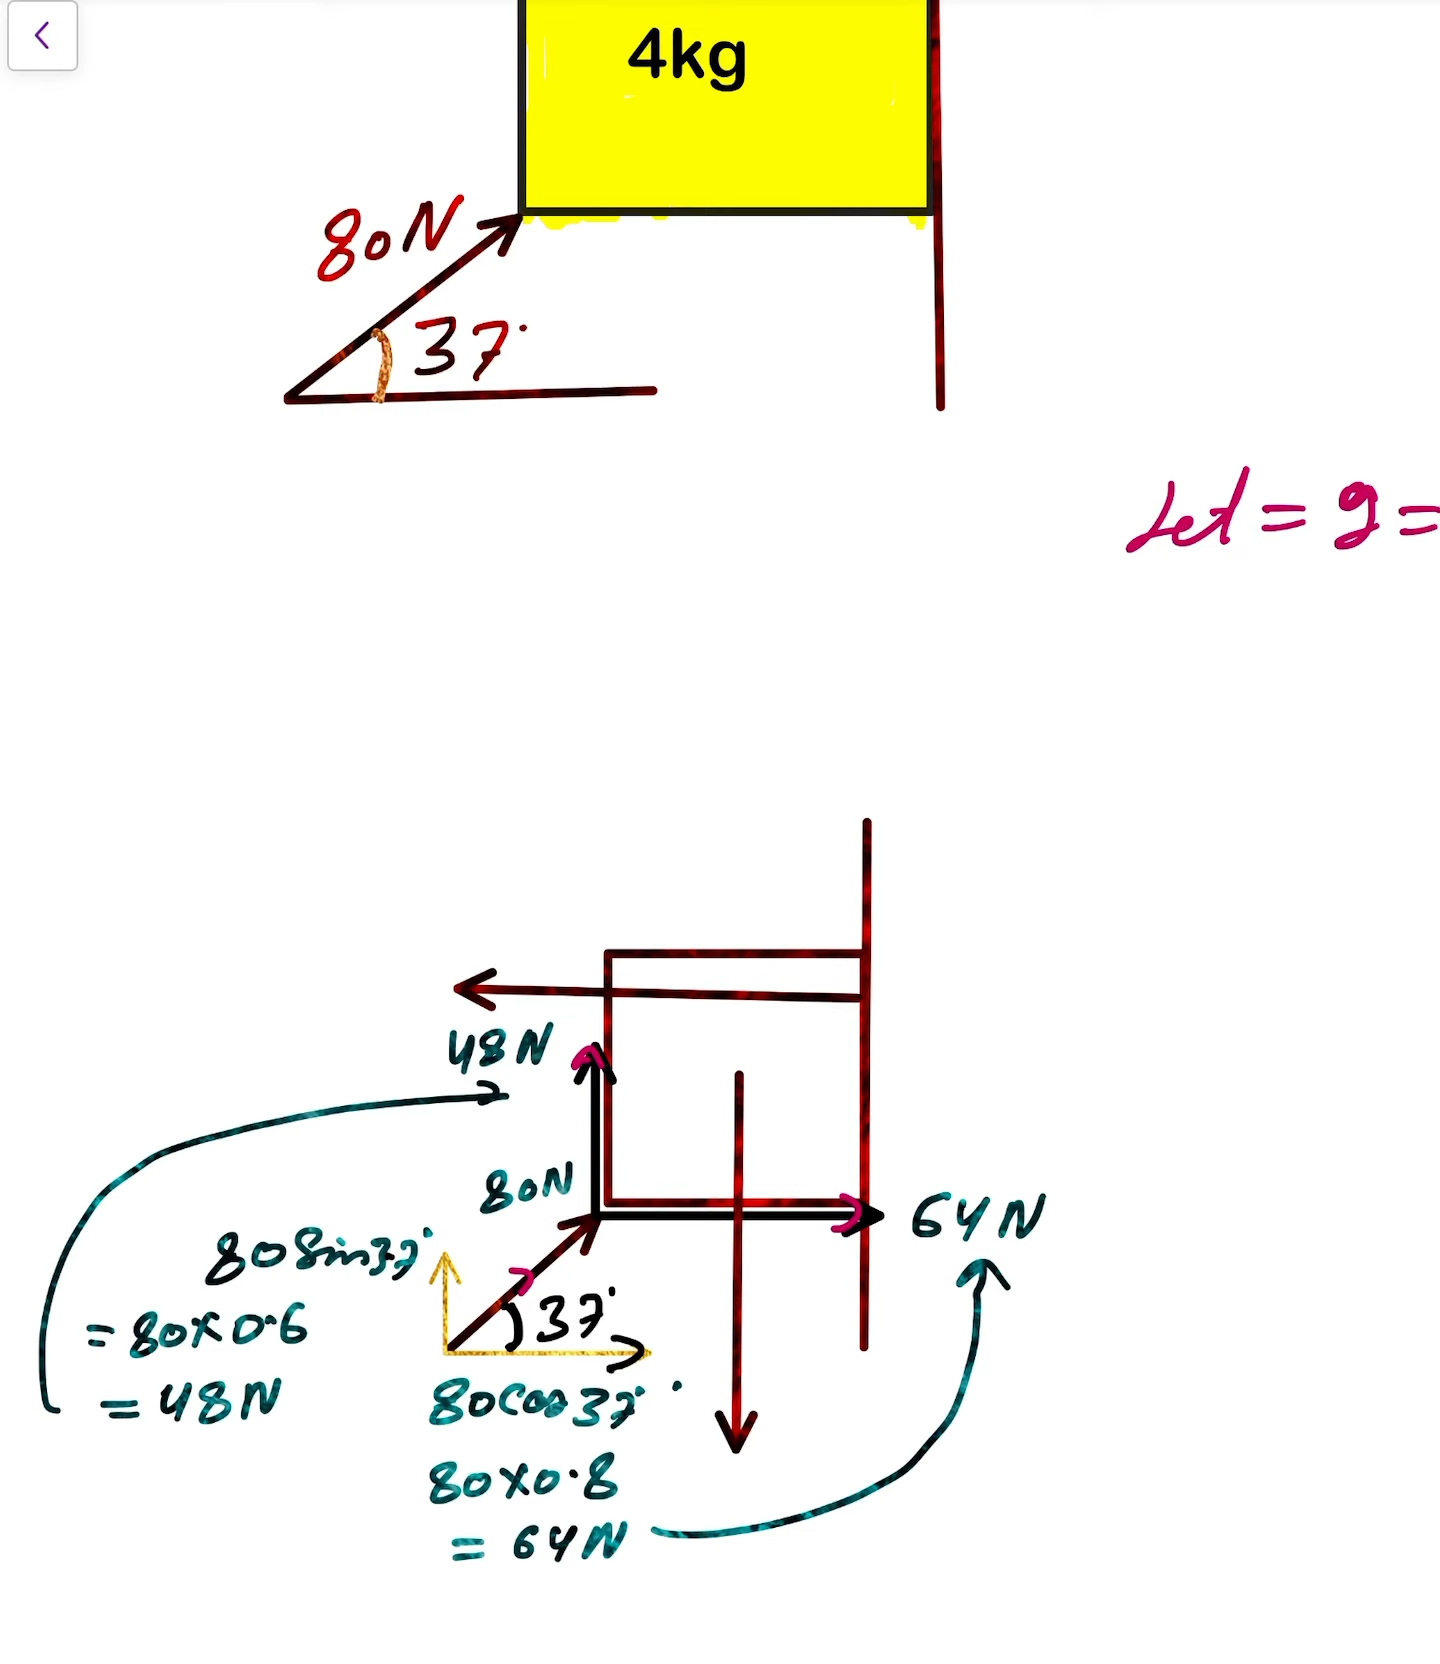 4kg
80N
37°
Let = g =
48N
80N
64N
80 Sin37°
37°
= 80×0.6
= 48N
80Cos37°
80×0.8
= 64N